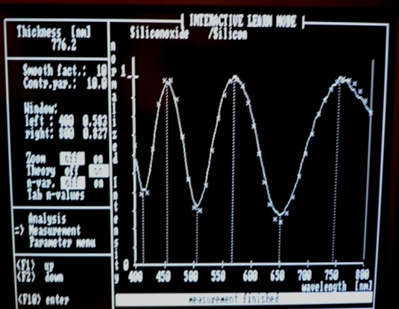 INTERACTIVE LEARN MODE
Thickness [nm]
776.2
Siliconoxide /Silicon
Smooth fact.: 10
Contr.par.: 10.0
Window:
left : 400 0.583
right: 800 0.827
Zoom off on
Theory off on
n-var. off on
Tab n-values
Analysis
=> Measurement
Parameter menu
(F1) up
(F2) down
(F10) enter
normalized intensity
1
0
400 450 500 550 600 650 700 750 800
wavelength [nm]
measurement finished